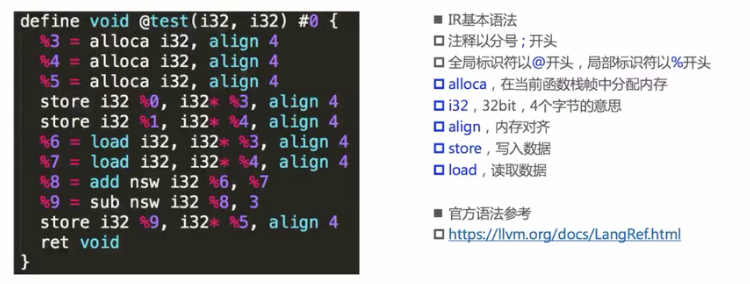 define void @test(i32, i32) #0 {
%3 = alloca i32, align 4
%4 = alloca i32, align 4
%5 = alloca i32, align 4
store i32 %0, i32* %3, align 4
store i32 %1, i32* %4, align 4
%6 = load i32, i32* %3, align 4
%7 = load i32, i32* %4, align 4
%8 = add nsw i32 %6, %7
%9 = sub nsw i32 %8, 3
store i32 %9, i32* %5, align 4
ret void
}
IR基本语法
注释以分号 ; 开头
全局标识符以@开头，局部标识符以%开头
alloca，在当前函数栈帧中分配内存
i32，32bit，4个字节的意思
align，内存对齐
store，写入数据
load，读取数据
官方语法参考
https://llvm.org/docs/LangRef.html